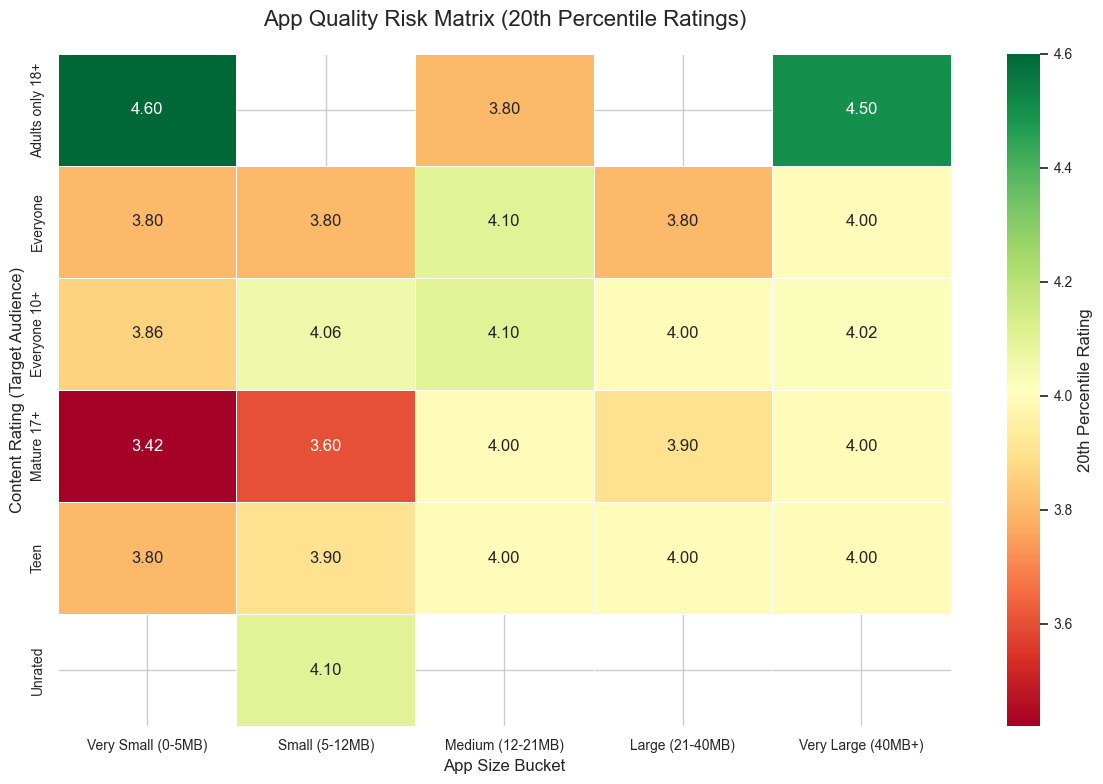 App Quality Risk Matrix (20th Percentile Ratings)
Content Rating (Target Audience)
Adults only 18+
4.60
3.80
4.50
Everyone
3.80
3.80
4.10
3.80
4.00
Everyone 10+
3.86
4.06
4.10
4.00
4.02
Mature 17+
3.42
3.60
4.00
3.90
4.00
Teen
3.80
3.90
4.00
4.00
4.00
Unrated
4.10
Very Small (0-5MB)
Small (5-12MB)
Medium (12-21MB)
Large (21-40MB)
Very Large (40MB+)
App Size Bucket
4.6
4.4
4.2
4.0
3.8
3.6
20th Percentile Rating